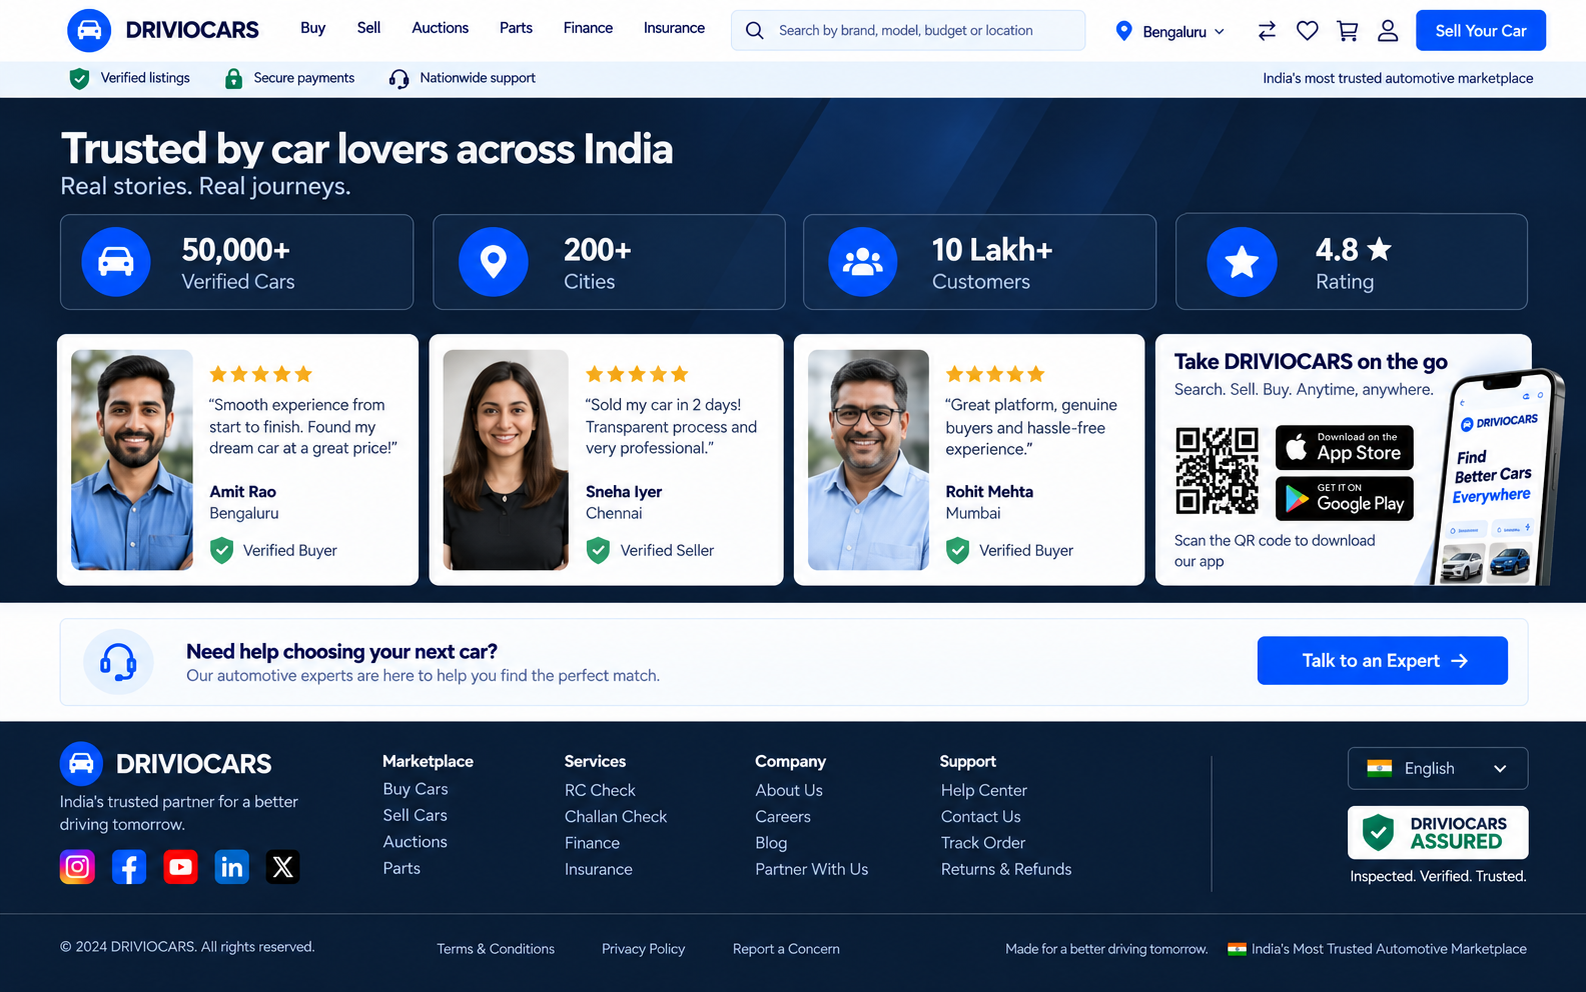 DRIVIOCARS
Buy Sell Auctions Parts Finance Insurance
Search by brand, model, budget or location
Bengaluru
Sell Your Car
Verified listings
Secure payments
Nationwide support
India's most trusted automotive marketplace
Trusted by car lovers across India
Real stories. Real journeys.
50,000+
Verified Cars
200+
Cities
10 Lakh+
Customers
4.8 ★
Rating
“Smooth experience from
start to finish. Found my
dream car at a great price!”
Amit Rao
Bengaluru
Verified Buyer
“Sold my car in 2 days!
Transparent process and
very professional.”
Sneha Iyer
Chennai
Verified Seller
“Great platform, genuine
buyers and hassle-free
experience.”
Rohit Mehta
Mumbai
Verified Buyer
Take DRIVIOCARS on the go
Search. Sell. Buy. Anytime, anywhere.
Download on the
App Store
GET IT ON
Google Play
Scan the QR code to download
our app
DRIVIOCARS
Find
Better Cars
Everywhere
Need help choosing your next car?
Our automotive experts are here to help you find the perfect match.
Talk to an Expert →
DRIVIOCARS
India's trusted partner for a better
driving tomorrow.
Marketplace
Buy Cars
Sell Cars
Auctions
Parts
Services
RC Check
Challan Check
Finance
Insurance
Company
About Us
Careers
Blog
Partner With Us
Support
Help Center
Contact Us
Track Order
Returns & Refunds
English
DRIVIOCARS
ASSURED
Inspected. Verified. Trusted.
© 2024 DRIVIOCARS. All rights reserved.
Terms & Conditions
Privacy Policy
Report a Concern
Made for a better driving tomorrow.
India's Most Trusted Automotive Marketplace